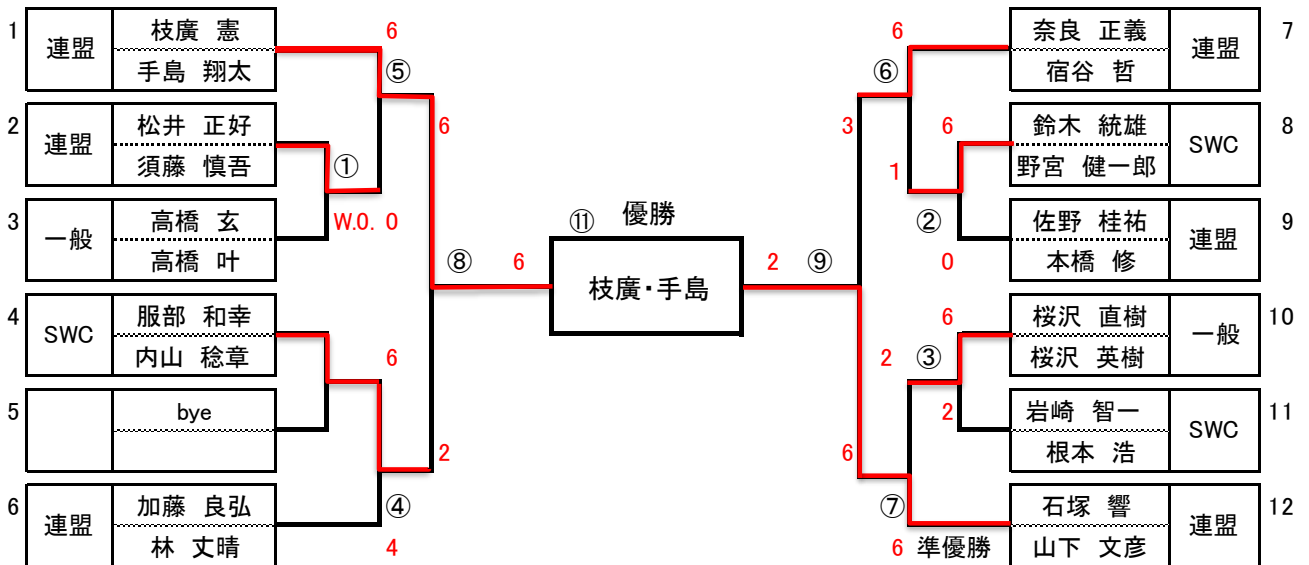 1 連盟 枝廣 憲
手島 翔太
6
⑤
2 連盟 松井 正好
須藤 慎吾
①
6
3 一般 高橋 玄
高橋 叶
W.O. 0
4 SWC 服部 和幸
内山 稔章
6
⑧
6
5 bye
2
6 連盟 加藤 良弘
林 丈晴
④
4
⑪ 優勝
枝廣・手島
2 ⑨
奈良 正義 連盟 7
宿谷 哲
6
⑥
鈴木 統雄 SWC 8
野宮 健一郎
3
6
1
佐野 桂祐 連盟 9
本橋 修
②
0
桜沢 直樹 一般 10
桜沢 英樹
6
2 ③
岩崎 智一 SWC 11
根本 浩
2
6
石塚 響 連盟 12
山下 文彦
⑦
6 準優勝